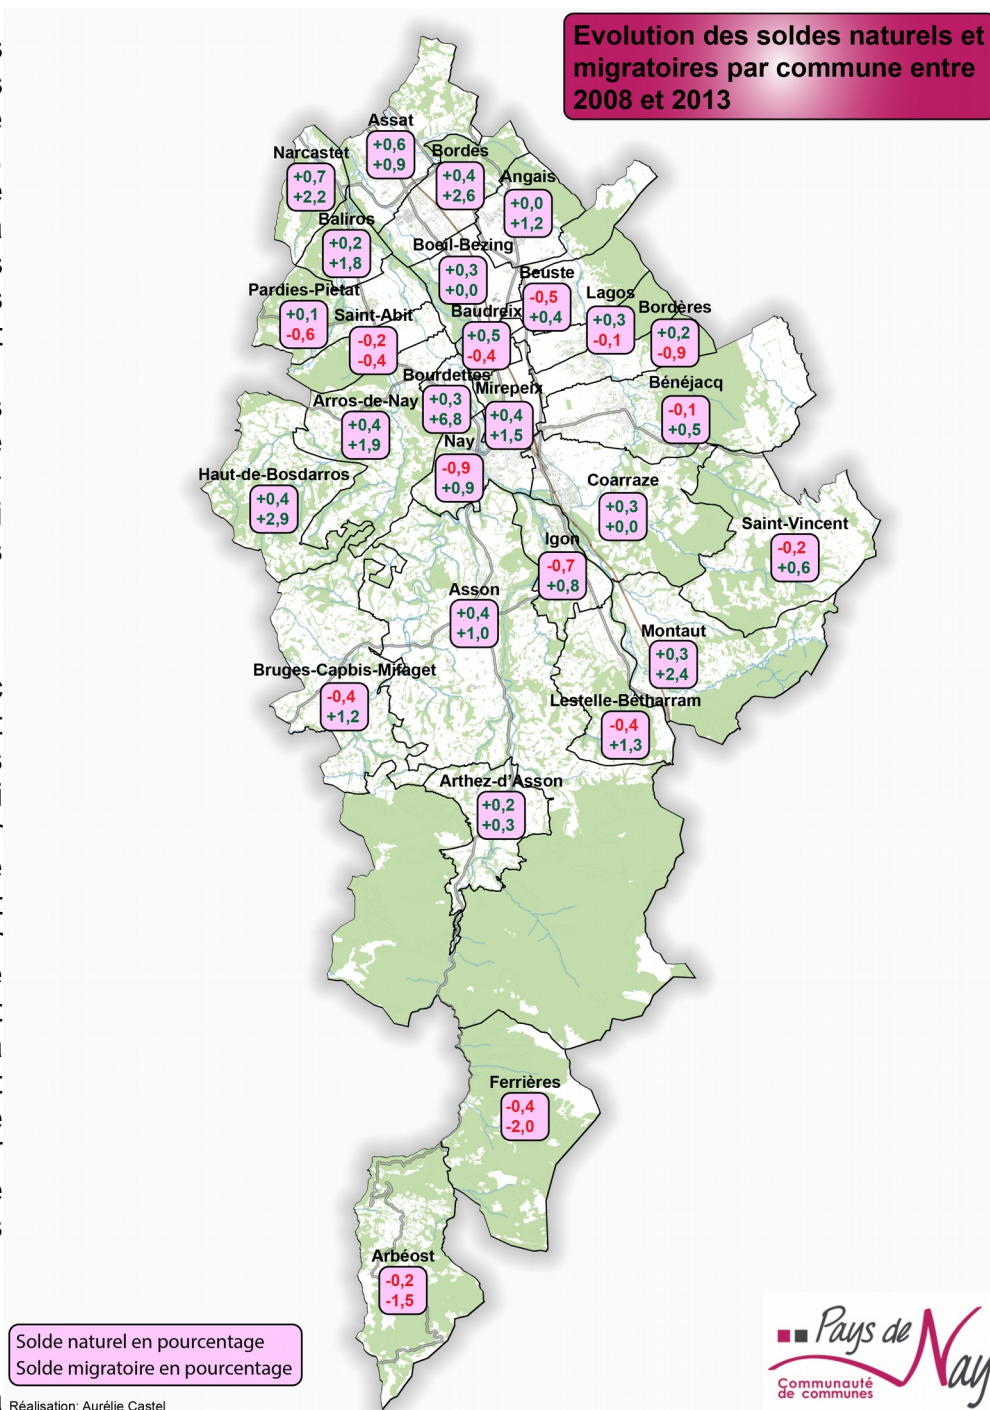 Evolution des soldes naturels et
migratoires par commune entre
2008 et 2013
Assat
+0,6
+0,9
Narcastet
+0,7
+2,2
Bordes
+0,4
+2,6
Angais
+0,0
+1,2
Baliros
+0,2
+1,8
Boeil-Bezing
+0,3
+0,0
Beuste
-0,5
+0,4
Pardies-Piétat
+0,1
-0,6
Saint-Abit
-0,2
-0,4
Baudreix
+0,5
-0,4
Lagos
+0,3
-0,1
Bordères
+0,2
-0,9
Bourdettes
+0,3
+6,8
Mirepeix
+0,4
+1,5
Bénéjacq
-0,1
+0,5
Arros-de-Nay
+0,4
+1,9
Nay
-0,9
+0,9
Haut-de-Bosdarros
+0,4
+2,9
Coarraze
+0,3
+0,0
Saint-Vincent
-0,2
+0,6
Igon
-0,7
+0,8
Asson
+0,4
+1,0
Montaut
+0,3
+2,4
Bruges-Capbis-Mifaget
-0,4
+1,2
Lestelle-Bétharram
-0,4
+1,3
Arthez-d'Asson
+0,2
+0,3
Ferrières
-0,4
-2,0
Arbéost
-0,2
-1,5
Solde naturel en pourcentage
Solde migratoire en pourcentage
Réalisation: Aurélie Castel
Pays de Nay
Communauté
de communes